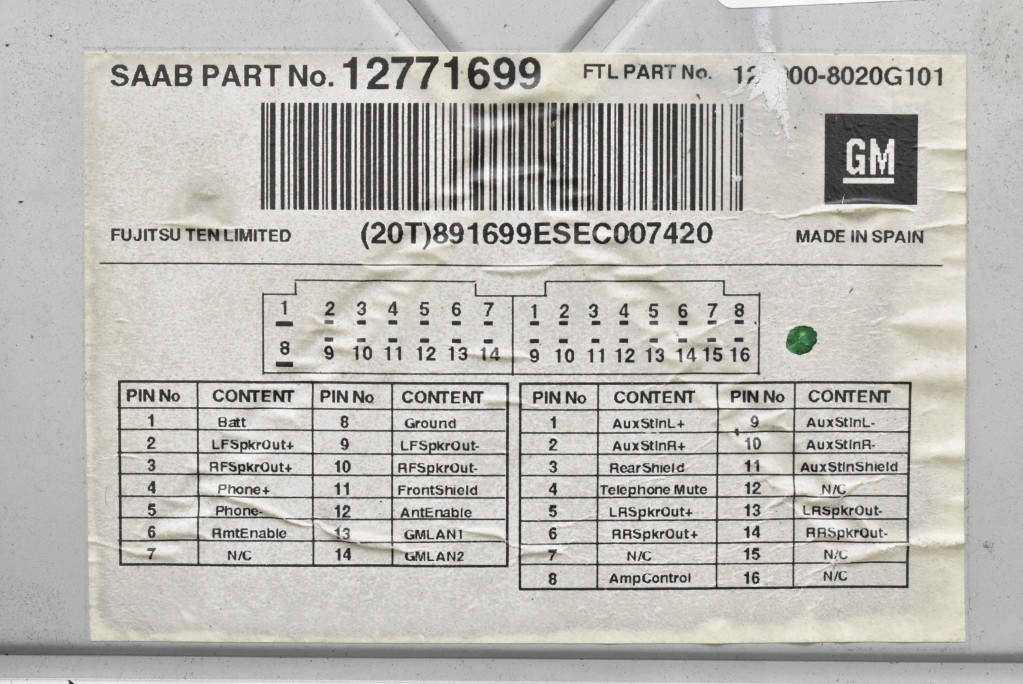 SAAB PART No. 12771699 FTL PART No. 00-8020G101
GM
FUJITSU TEN LIMITED (20T)891699ESEC007420 MADE IN SPAIN
1 2 3 4 5 6 7 1 2 3 4 5 6 7 8
8 9 10 11 12 13 14 9 10 11 12 13 14 15 16
PIN No CONTENT PIN No CONTENT
1 Batt 8 Ground
2 LFSpkrOut+ 9 LFSpkrOut-
3 RFSpkrOut+ 10 RFSpkrOut-
4 Phone+ 11 FrontShield
5 Phone- 12 AntEnable
6 RmtEnable 13 GMLAN1
7 N/C 14 GMLAN2
PIN No CONTENT PIN No CONTENT
1 AuxStInL+ 9 AuxStInL-
2 AuxStInR+ 10 AuxStInR-
3 RearShield 11 AuxStInShield
4 Telephone Mute 12 N/C
5 LRSpkrOut+ 13 LRSpkrOut-
6 RRSpkrOut+ 14 RRSpkrOut-
7 N/C 15 N/C
8 AmpControl 16 N/C